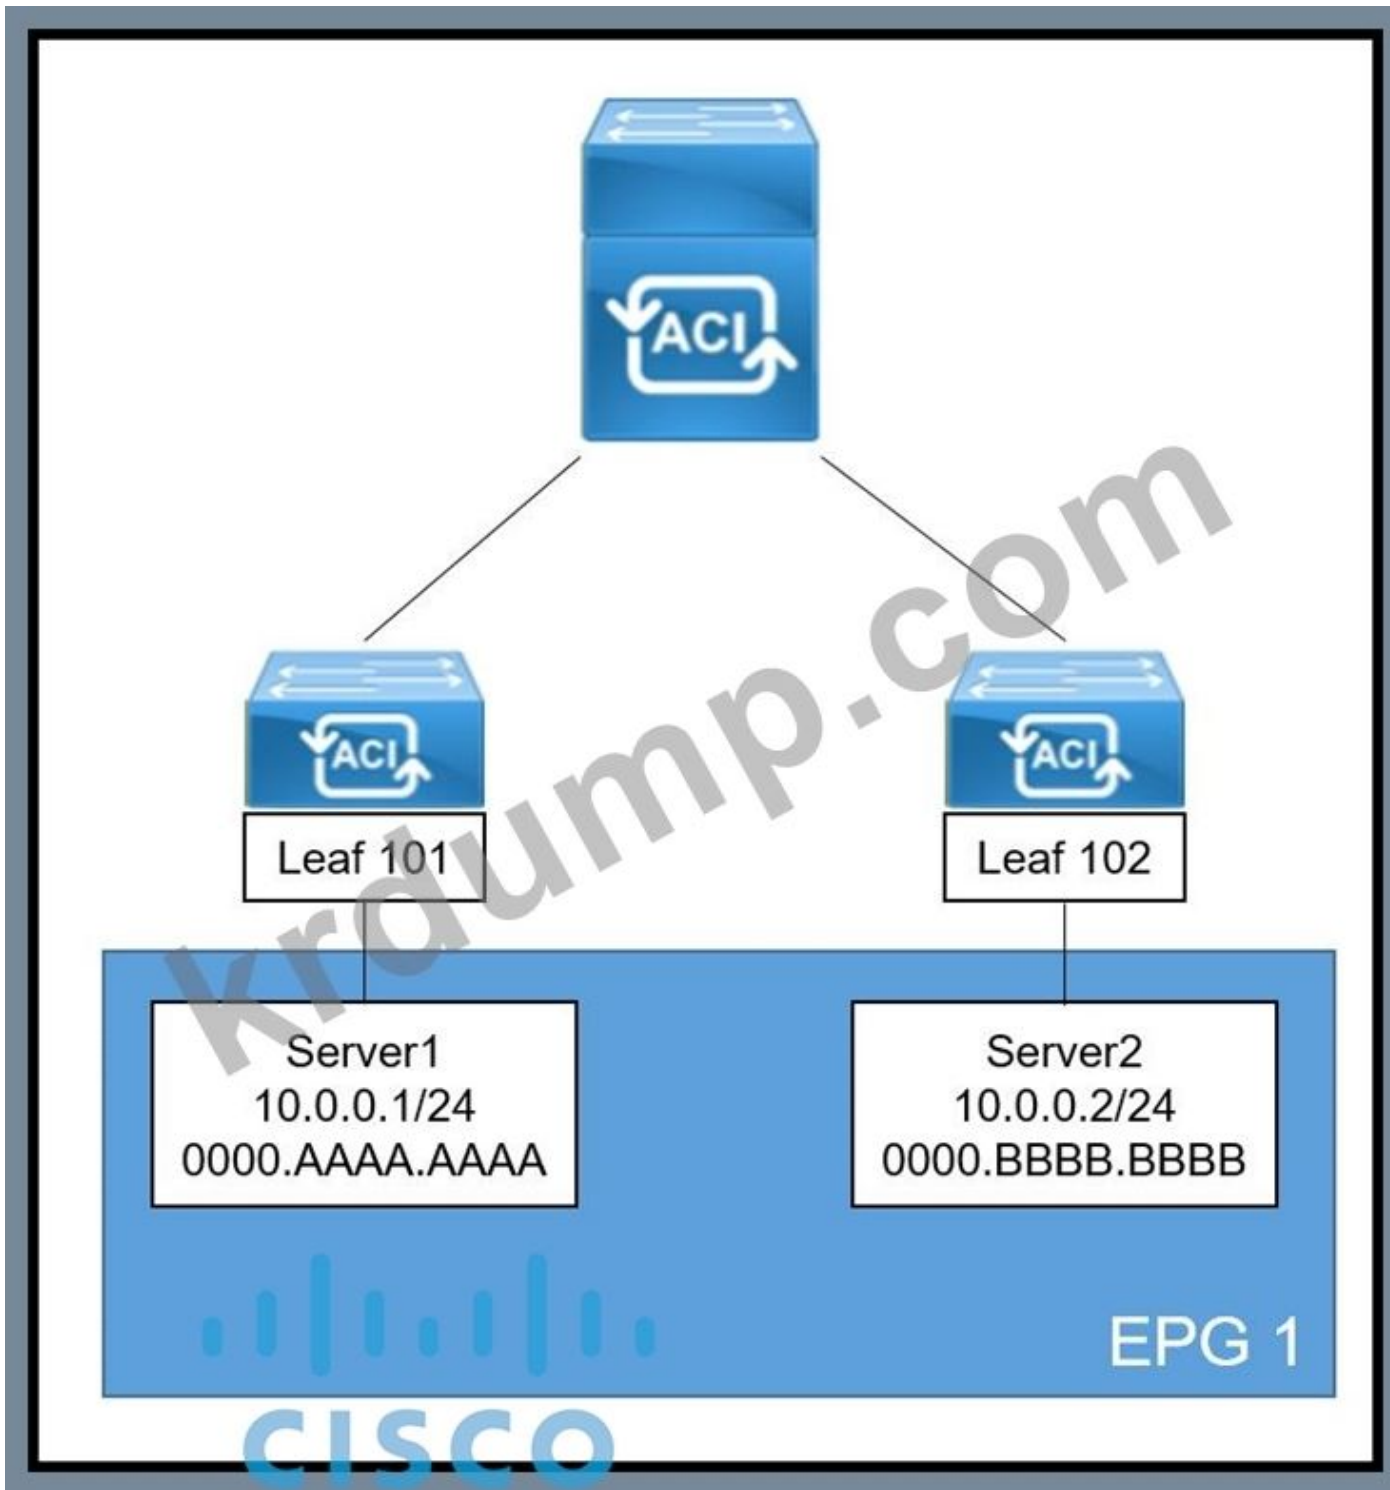 ACI
ACI
ACI
Leaf 101
Leaf 102
Server1
10.0.0.1/24
0000.AAAA.AAAA
Server2
10.0.0.2/24
0000.BBBB.BBBB
EPG 1
CISCO
krdump.com